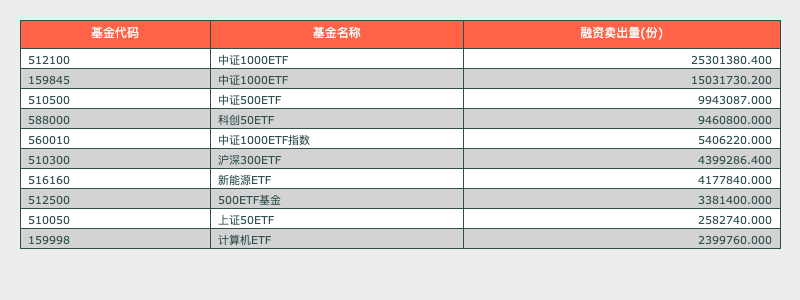 基金代码 基金名称 融资卖出量(份)
512100 中证1000ETF 25301380.400
159845 中证1000ETF 15031730.200
510500 中证500ETF 9943087.000
588000 科创50ETF 9460800.000
560010 中证1000ETF指数 5406220.000
510300 沪深300ETF 4399286.400
516160 新能源ETF 4177840.000
512500 500ETF基金 3381400.000
510050 上证50ETF 2582740.000
159998 计算机ETF 2399760.000